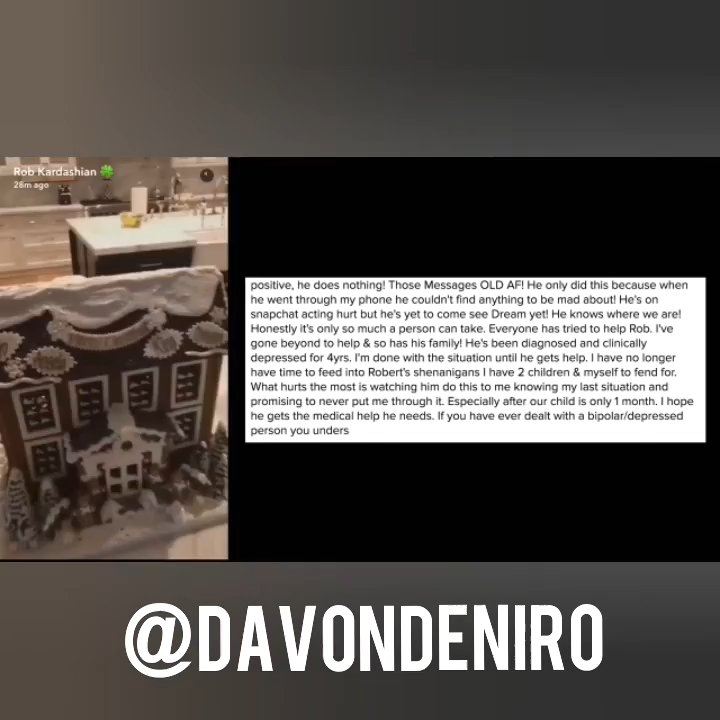 Rob Kardashian 🍀
28m ago
positive, he does nothing! Those Messages OLD AF! He only did this because when
he went through my phone he couldn't find anything to be mad about! He's on
snapchat acting hurt but he's yet to come see Dream yet! He knows where we are!
Honestly it's only so much a person can take. Everyone has tried to help Rob. I've
gone beyond to help & so has his family! He's been diagnosed and clinically
depressed for 4yrs. I'm done with the situation until he gets help. I have no longer
have time to feed into Robert's shenanigans I have 2 children & myself to fend for.
What hurts the most is watching him do this to me knowing my last situation and
promising to never put me through it. Especially after our child is only 1 month. I hope
he gets the medical help he needs. If you have ever dealt with a bipolar/depressed
person you unders
@DAVONDENIRO